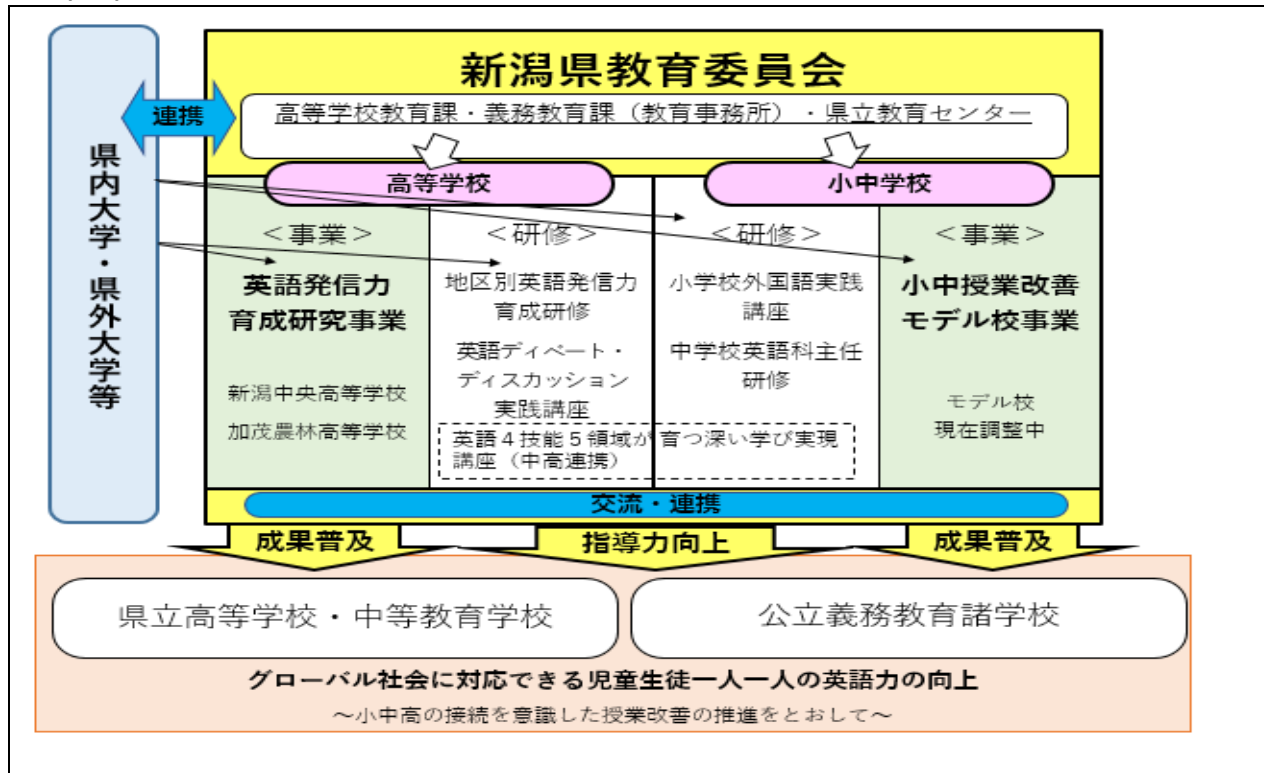 新潟県教育委員会
高等学校教育課・義務教育課（教育事務所）・県立教育センター
連携
県内大学・県外大学等
高等学校
小中学校
＜事業＞
英語発信力
育成研究事業
新潟中央高等学校
加茂農林高等学校
＜研修＞
地区別英語発信力
育成研修
英語ディベート・
ディスカッション
実践講座
＜研修＞
小学校外国語実践
講座
中学校英語科主任
研修
英語４技能５領域が育つ深い学び実現
講座（中高連携）
＜事業＞
小中授業改善
モデル校事業
モデル校
現在調整中
交流・連携
成果普及
指導力向上
成果普及
県立高等学校・中等教育学校
公立義務教育諸学校
グローバル社会に対応できる児童生徒一人一人の英語力の向上
～小中高の接続を意識した授業改善の推進をとおして～